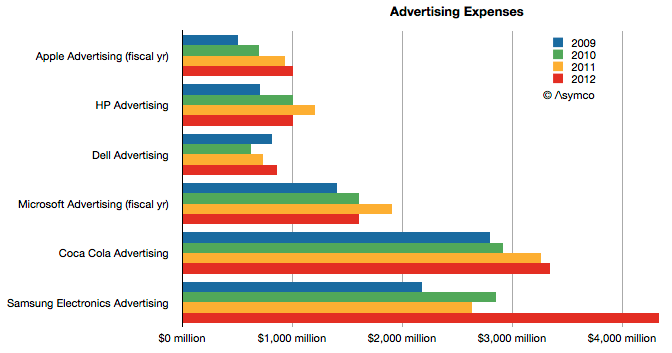 Advertising Expenses
2009
2010
2011
2012
© Λsymco
Apple Advertising (fiscal yr)
HP Advertising
Dell Advertising
Microsoft Advertising (fiscal yr)
Coca Cola Advertising
Samsung Electronics Advertising
$0 million
$1,000 million
$2,000 million
$3,000 million
$4,000 million